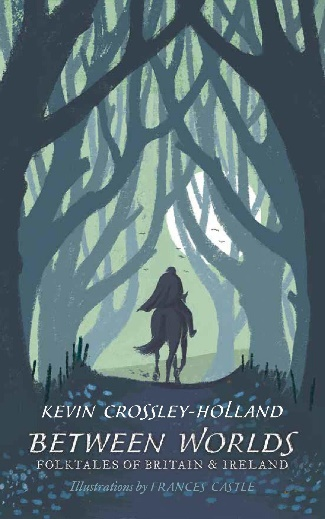 KEVIN CROSSLEY-HOLLAND
BETWEEN WORLDS
FOLKTALES OF BRITAIN & IRELAND
Illustrations by FRANCES CASTLE